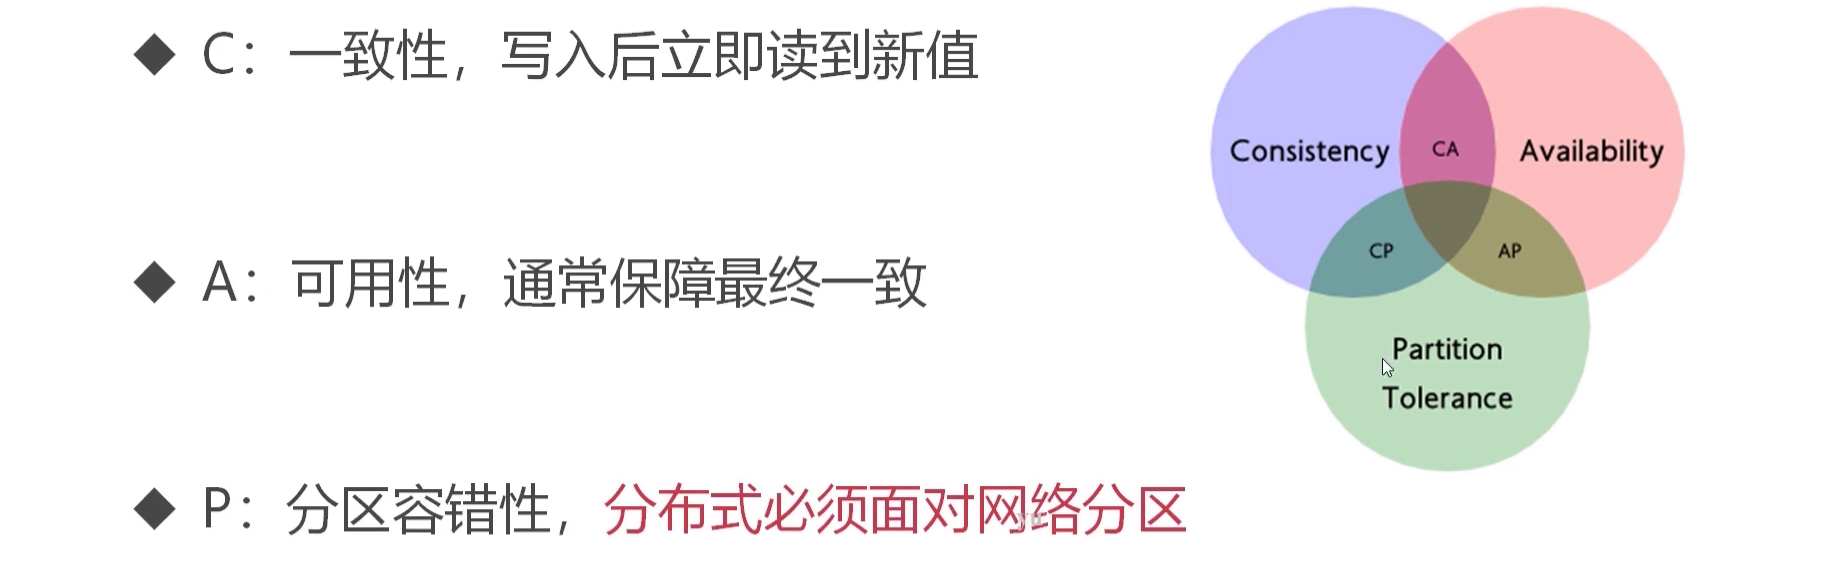 ◆ C：一致性，写入后立即读到新值
◆ A：可用性，通常保障最终一致
◆ P：分区容错性，分布式必须面对网络分区
Consistency
CA
Availability
CP
AP
Partition
Tolerance